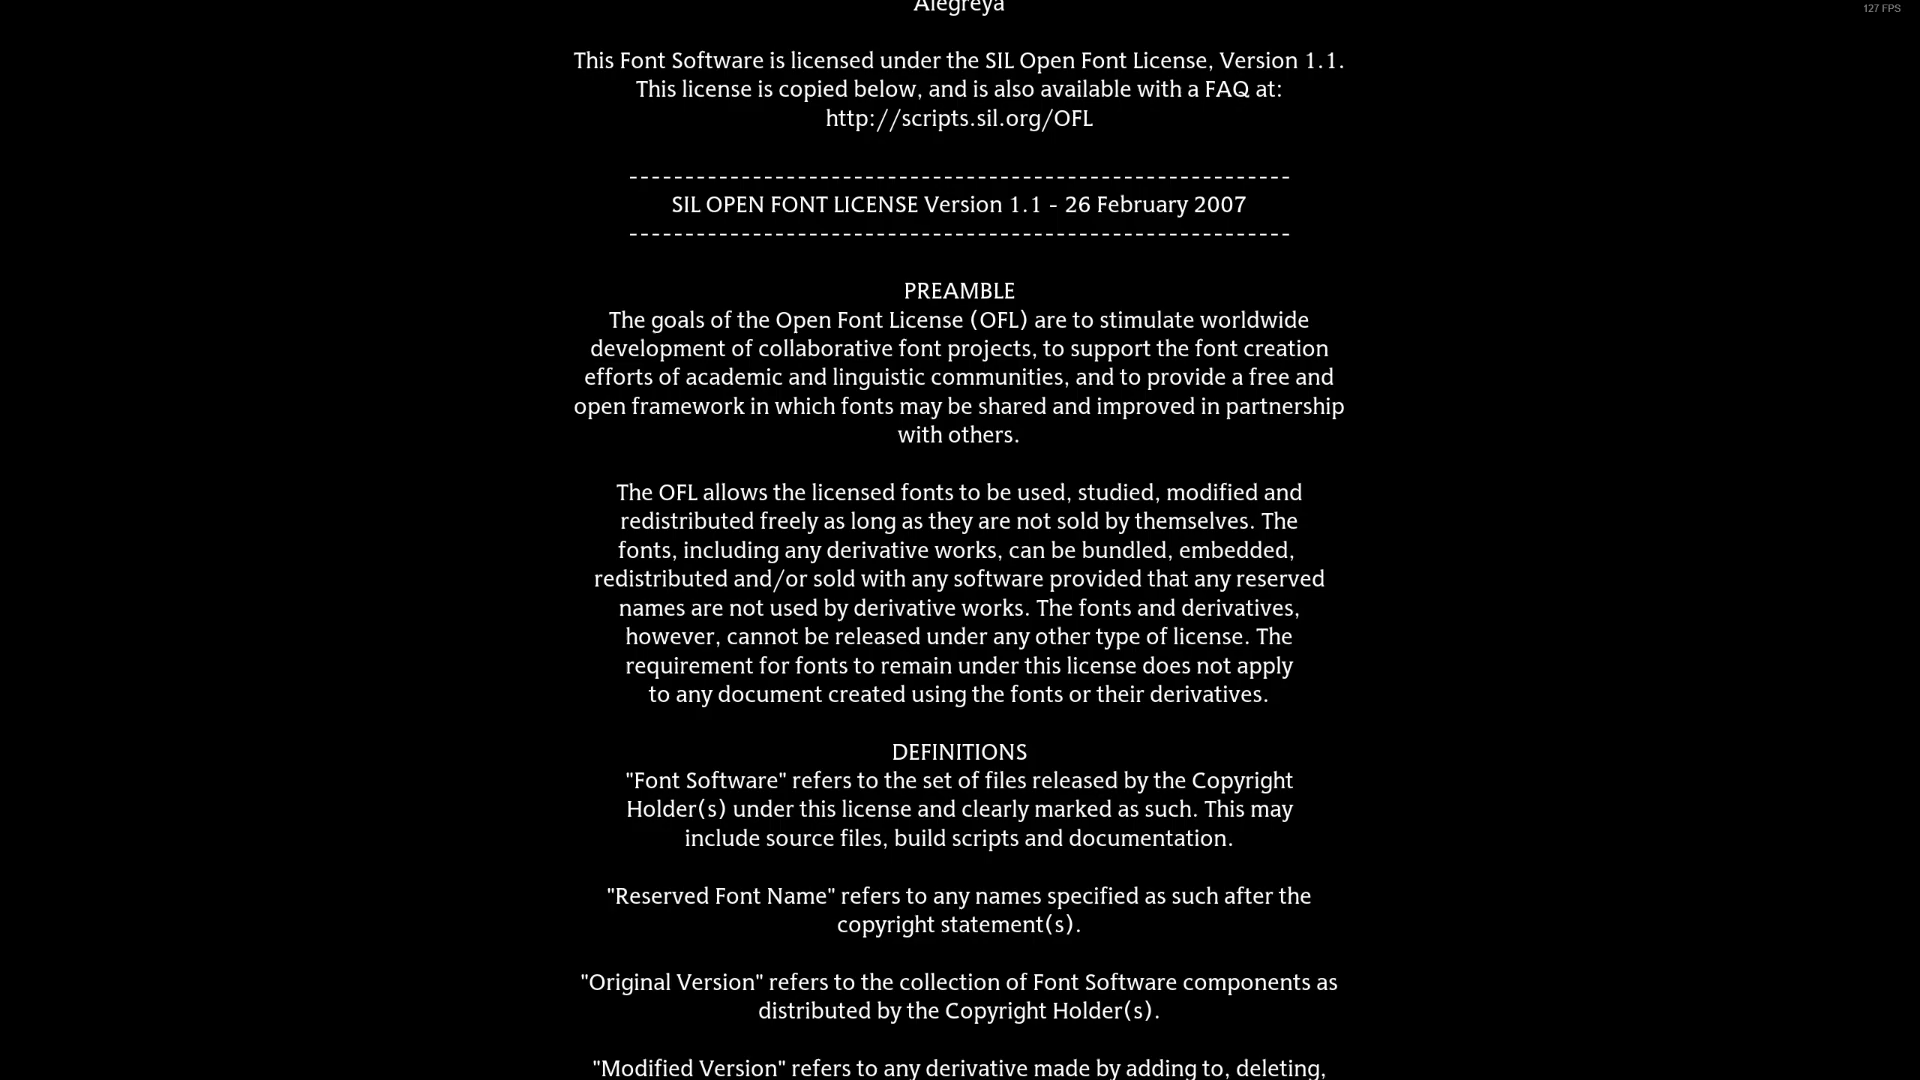 Alegreya
127 FPS
This Font Software is licensed under the SIL Open Font License, Version 1.1.
This license is copied below, and is also available with a FAQ at:
http://scripts.sil.org/OFL
-----------------------------------------------------------
SIL OPEN FONT LICENSE Version 1.1 - 26 February 2007
-----------------------------------------------------------
PREAMBLE
The goals of the Open Font License (OFL) are to stimulate worldwide
development of collaborative font projects, to support the font creation
efforts of academic and linguistic communities, and to provide a free and
open framework in which fonts may be shared and improved in partnership
with others.
The OFL allows the licensed fonts to be used, studied, modified and
redistributed freely as long as they are not sold by themselves. The
fonts, including any derivative works, can be bundled, embedded,
redistributed and/or sold with any software provided that any reserved
names are not used by derivative works. The fonts and derivatives,
however, cannot be released under any other type of license. The
requirement for fonts to remain under this license does not apply
to any document created using the fonts or their derivatives.
DEFINITIONS
"Font Software" refers to the set of files released by the Copyright
Holder(s) under this license and clearly marked as such. This may
include source files, build scripts and documentation.
"Reserved Font Name" refers to any names specified as such after the
copyright statement(s).
"Original Version" refers to the collection of Font Software components as
distributed by the Copyright Holder(s).
"Modified Version" refers to any derivative made by adding to, deleting,